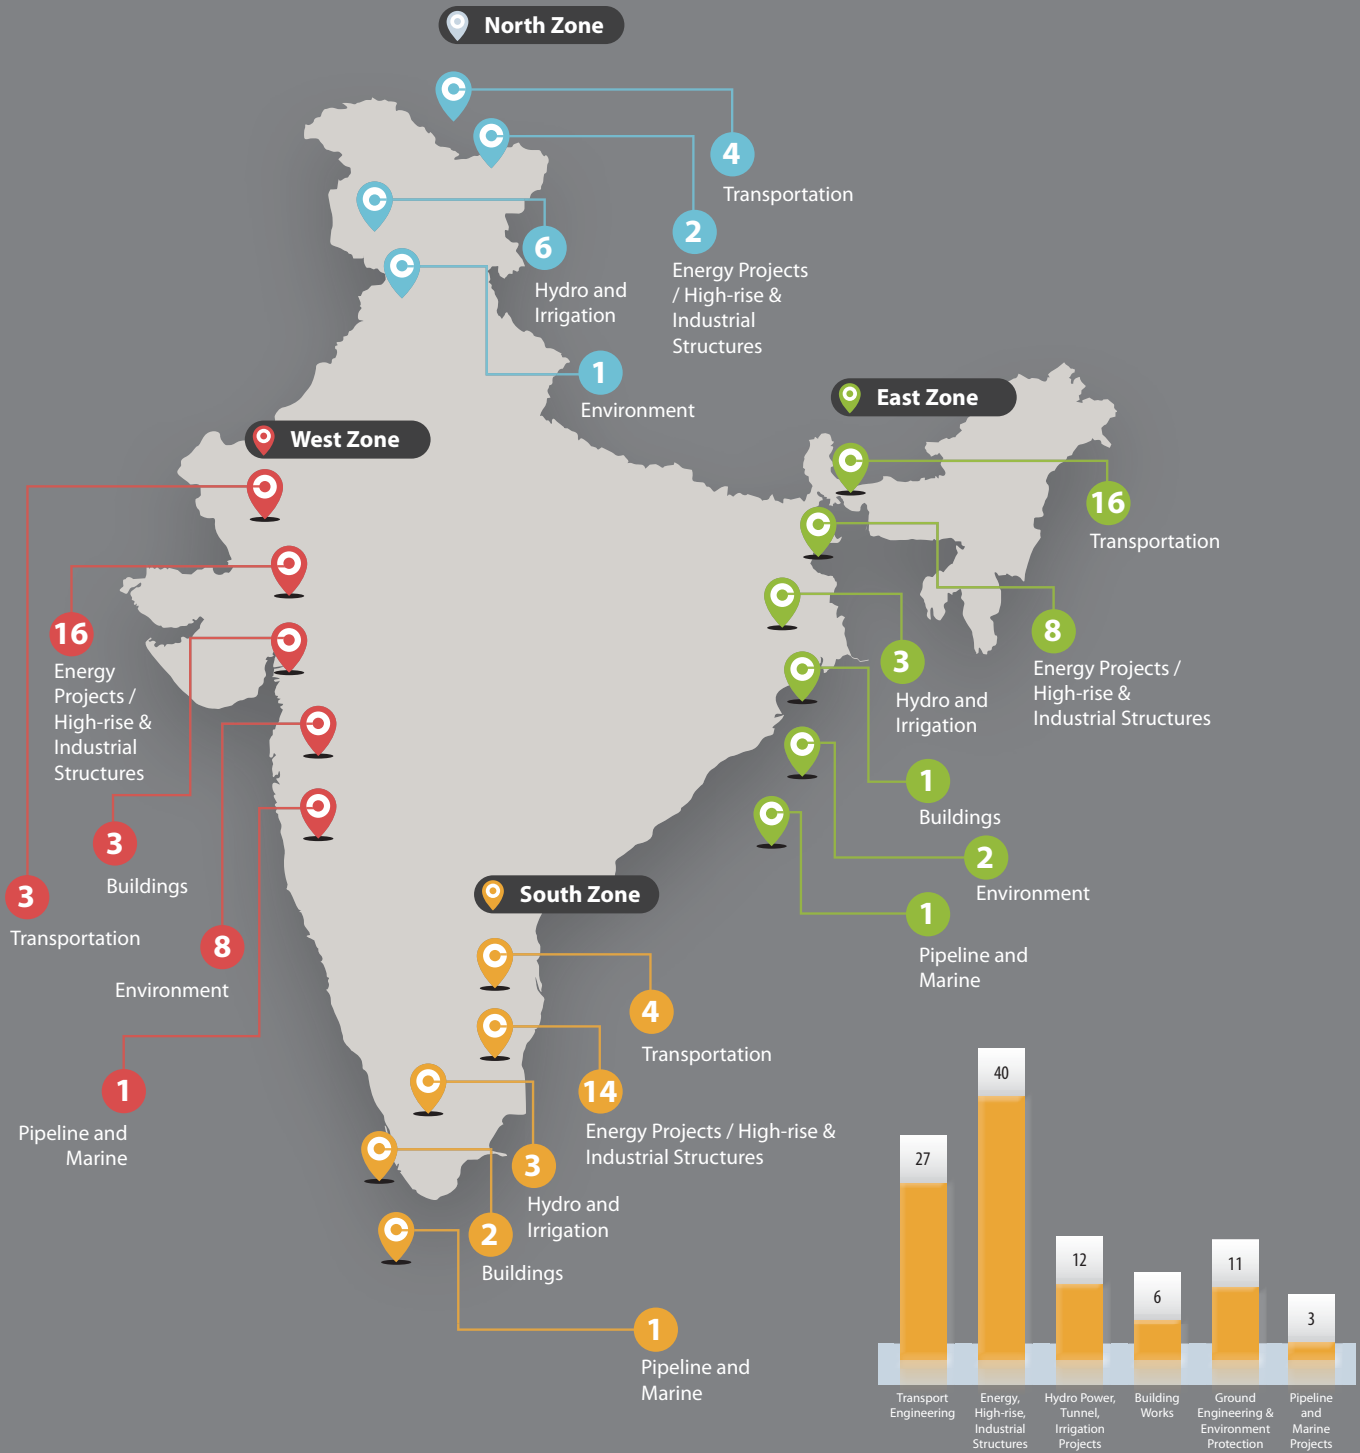 North Zone
4
Transportation
2
Energy Projects
/ High-rise &
Industrial
Structures
6
Hydro and
Irrigation
1
Environment
East Zone
16
Transportation
8
Energy Projects /
High-rise &
Industrial Structures
3
Hydro and
Irrigation
1
Buildings
2
Environment
1
Pipeline and
Marine
West Zone
16
Energy
Projects /
High-rise &
Industrial
Structures
3
Buildings
3
Transportation
8
Environment
1
Pipeline and
Marine
South Zone
4
Transportation
14
Energy Projects / High-rise &
Industrial Structures
3
Hydro and
Irrigation
2
Buildings
1
Pipeline and
Marine
27
40
12
6
11
3
Transport
Engineering
Energy,
High-rise,
Industrial
Structures
Hydro Power,
Tunnel,
Irrigation
Projects
Building
Works
Ground
Engineering &
Environment
Protection
Pipeline
and
Marine
Projects